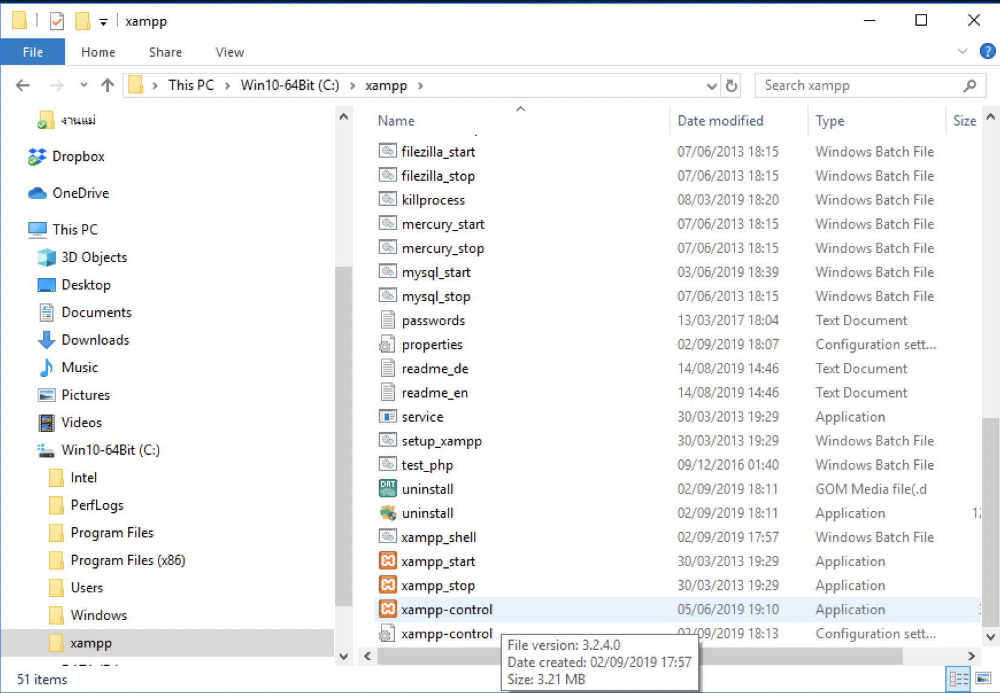 xampp
File Home Share View
This PC Win10-64Bit (C:) xampp
Search xampp
งานแม่
Dropbox
OneDrive
This PC
3D Objects
Desktop
Documents
Downloads
Music
Pictures
Videos
Win10-64Bit (C:)
Intel
PerfLogs
Program Files
Program Files (x86)
Users
Windows
xampp
Name Date modified Type Size
filezilla_start 07/06/2013 18:15 Windows Batch File
filezilla_stop 07/06/2013 18:15 Windows Batch File
killprocess 08/03/2019 18:20 Windows Batch File
mercury_start 07/06/2013 18:15 Windows Batch File
mercury_stop 07/06/2013 18:15 Windows Batch File
mysql_start 03/06/2019 18:39 Windows Batch File
mysql_stop 07/06/2013 18:15 Windows Batch File
passwords 13/03/2017 18:04 Text Document
properties 02/09/2019 18:07 Configuration sett...
readme_de 14/08/2019 14:46 Text Document
readme_en 14/08/2019 14:46 Text Document
service 30/03/2013 19:29 Application
setup_xampp 30/03/2013 19:29 Windows Batch File
test_php 09/12/2016 01:40 Windows Batch File
DAT uninstall 02/09/2019 18:11 GOM Media file(.d
uninstall 02/09/2019 18:11 Application
xampp_shell 02/09/2019 17:57 Windows Batch File
xampp_start 30/03/2013 19:29 Application
xampp_stop 30/03/2013 19:29 Application
xampp-control 05/06/2019 19:10 Application
xampp-control 02/09/2019 18:13 Configuration sett...
File version: 3.2.4.0
Date created: 02/09/2019 17:57
Size: 3.21 MB
51 items